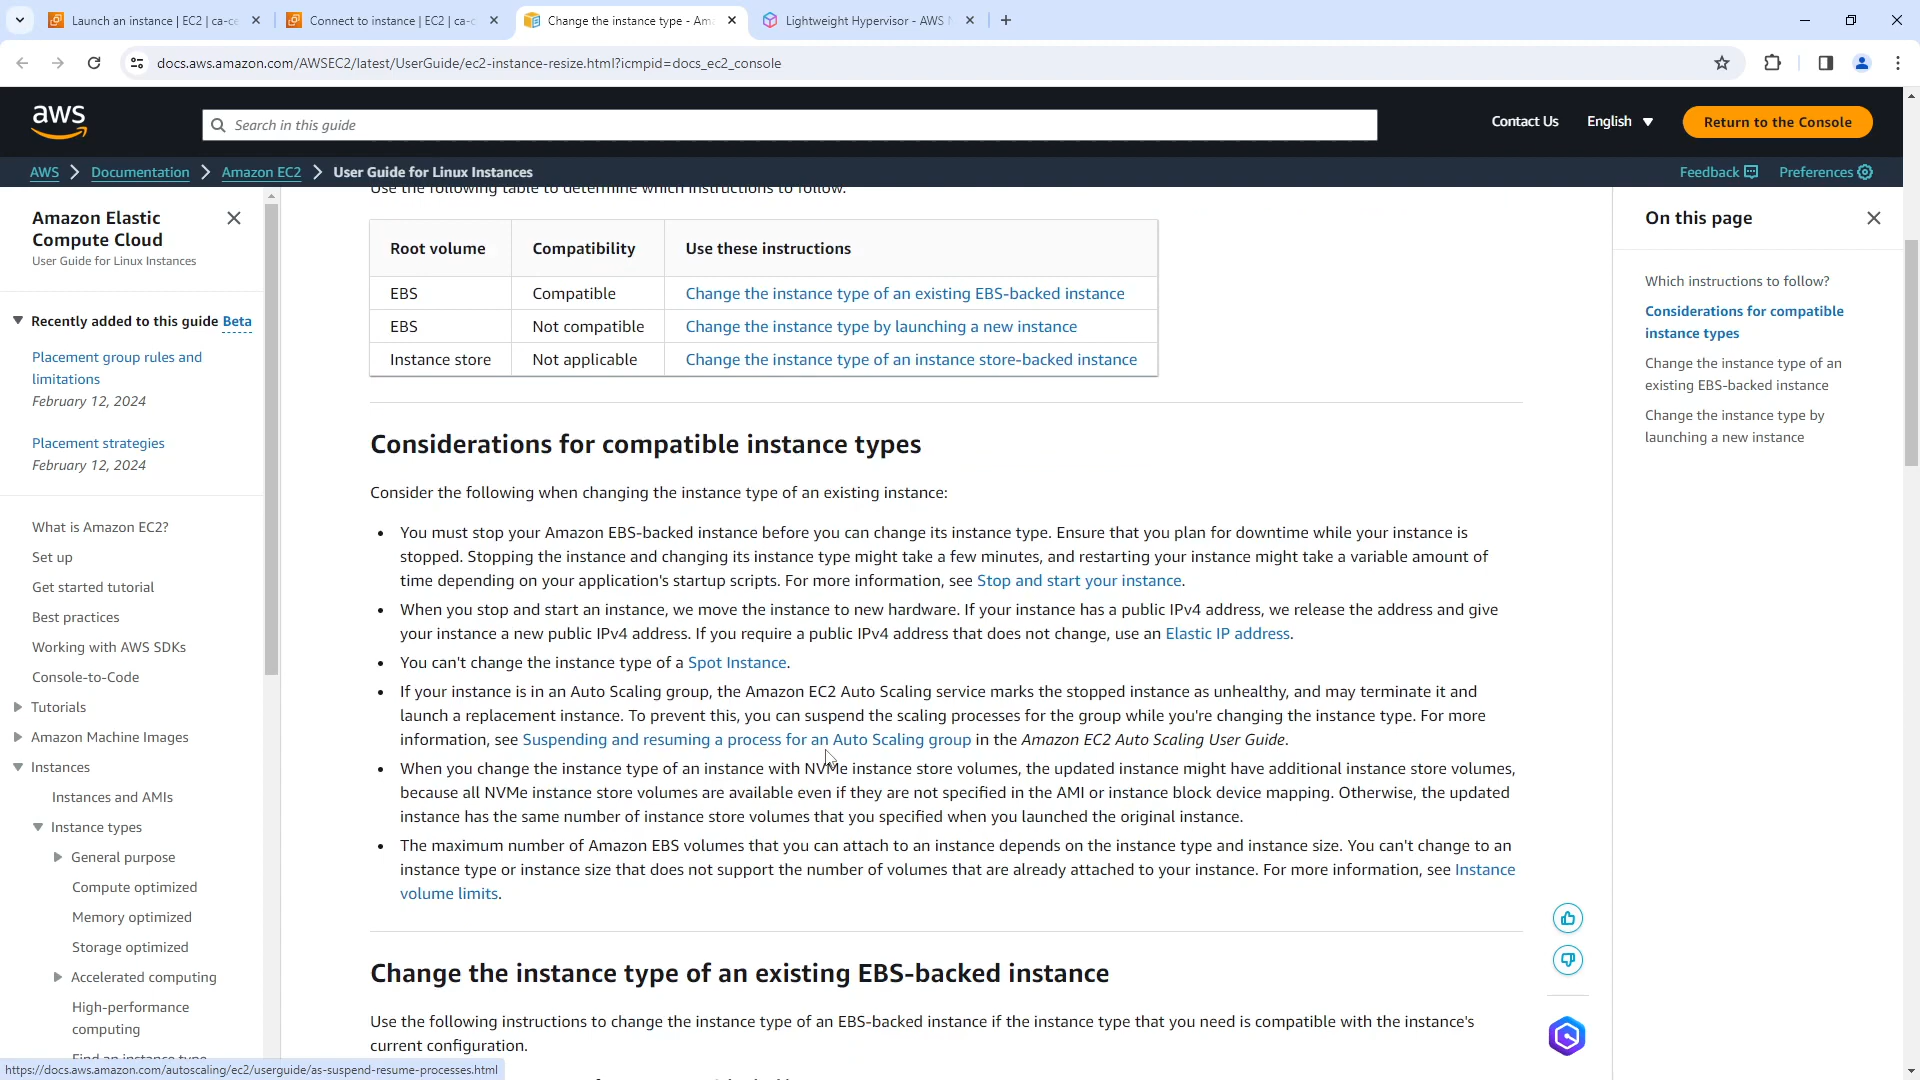 Launch an instance | EC2 | ca-ce
Connect to instance | EC2 | ca-c
Change the instance type - Am
Lightweight Hypervisor - AWS
docs.aws.amazon.com/AWSEC2/latest/UserGuide/ec2-instance-resize.html?icmpid=docs_ec2_console
aws
Search in this guide
Contact Us
English
Return to the Console
AWS
Documentation
Amazon EC2
User Guide for Linux Instances
Feedback
Preferences
Amazon Elastic
Compute Cloud
User Guide for Linux Instances
Recently added to this guide Beta
Placement group rules and
limitations
February 12, 2024
Placement strategies
February 12, 2024
What is Amazon EC2?
Set up
Get started tutorial
Best practices
Working with AWS SDKs
Console-to-Code
Tutorials
Amazon Machine Images
Instances
Instances and AMIs
Instance types
General purpose
Compute optimized
Memory optimized
Storage optimized
Accelerated computing
High-performance
computing
Find an instance type
Use the following table to determine which instructions to follow.
Root volume Compatibility Use these instructions
EBS Compatible Change the instance type of an existing EBS-backed instance
EBS Not compatible Change the instance type by launching a new instance
Instance store Not applicable Change the instance type of an instance store-backed instance
Considerations for compatible instance types
Consider the following when changing the instance type of an existing instance:
• You must stop your Amazon EBS-backed instance before you can change its instance type. Ensure that you plan for downtime while your instance is
stopped. Stopping the instance and changing its instance type might take a few minutes, and restarting your instance might take a variable amount of
time depending on your application's startup scripts. For more information, see Stop and start your instance.
• When you stop and start an instance, we move the instance to new hardware. If your instance has a public IPv4 address, we release the address and give
your instance a new public IPv4 address. If you require a public IPv4 address that does not change, use an Elastic IP address.
• You can't change the instance type of a Spot Instance.
• If your instance is in an Auto Scaling group, the Amazon EC2 Auto Scaling service marks the stopped instance as unhealthy, and may terminate it and
launch a replacement instance. To prevent this, you can suspend the scaling processes for the group while you're changing the instance type. For more
information, see Suspending and resuming a process for an Auto Scaling group in the Amazon EC2 Auto Scaling User Guide.
• When you change the instance type of an instance with NVMe instance store volumes, the updated instance might have additional instance store volumes,
because all NVMe instance store volumes are available even if they are not specified in the AMI or instance block device mapping. Otherwise, the updated
instance has the same number of instance store volumes that you specified when you launched the original instance.
• The maximum number of Amazon EBS volumes that you can attach to an instance depends on the instance type and instance size. You can't change to an
instance type or instance size that does not support the number of volumes that are already attached to your instance. For more information, see Instance
volume limits.
Change the instance type of an existing EBS-backed instance
Use the following instructions to change the instance type of an EBS-backed instance if the instance type that you need is compatible with the instance's
current configuration.
On this page
Which instructions to follow?
Considerations for compatible
instance types
Change the instance type of an
existing EBS-backed instance
Change the instance type by
launching a new instance
https://docs.aws.amazon.com/autoscaling/ec2/userguide/as-suspend-resume-processes.html